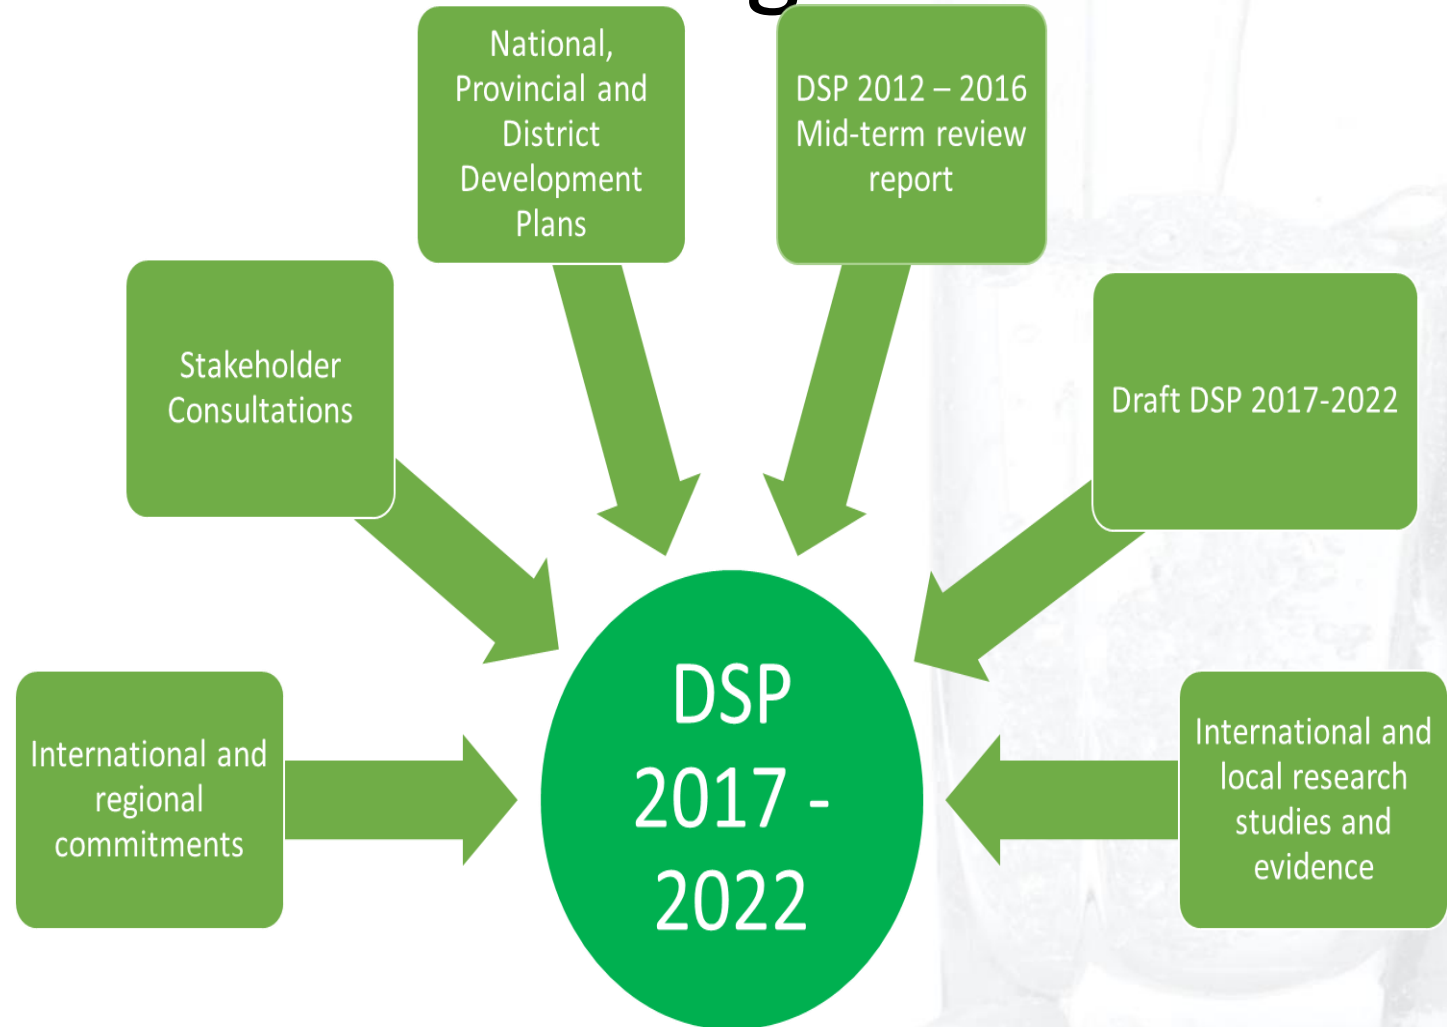 National,
Provincial and
District
Development
Plans
DSP 2012 – 2016
Mid-term review
report
Stakeholder
Consultations
Draft DSP 2017-2022
International and
regional
commitments
DSP
2017 -
2022
International and
local research
studies and
evidence